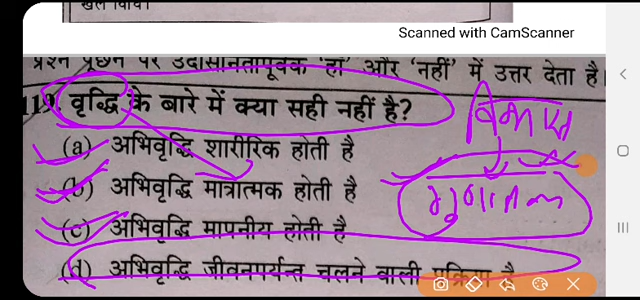 Scanned with CamScanner
प्रश्न पूछने पर उदासीनतापूर्वक 'हाँ' और 'नहीं' में उत्तर देता है।
119. वृद्धि के बारे में क्या सही नहीं है?
विकास
(a) अभिवृद्धि शारीरिक होती है
(b) अभिवृद्धि मात्रात्मक होती है
गुणात्मक
(c) अभिवृद्धि मापनीय होती है
(d) अभिवृद्धि जीवनपर्यन्त चलने वाली प्रक्रिया है